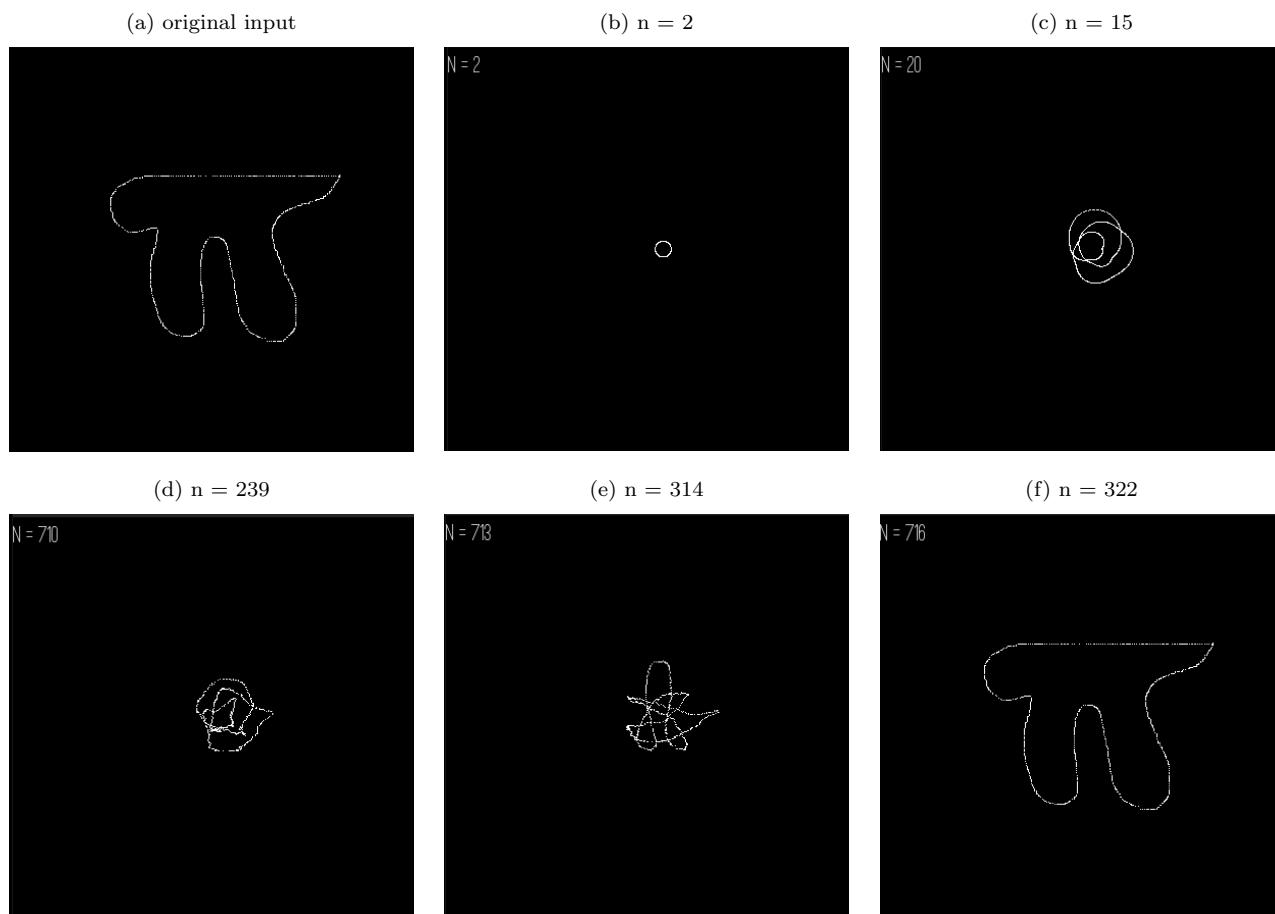 (a) original input
(b) n = 2
(c) n = 15
N = 2
N = 20
(d) n = 239
(e) n = 314
(f) n = 322
N = 710
N = 713
N = 716